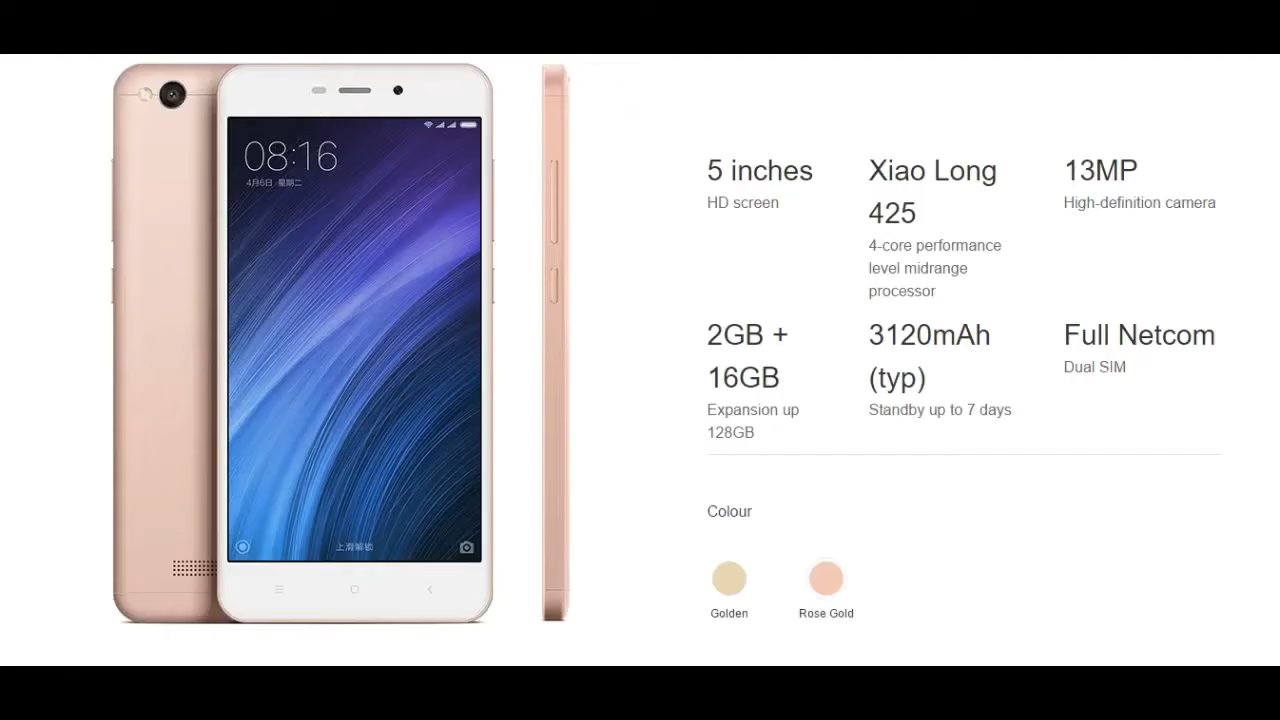 08:16
4月6日 星期二
上滑解锁
5 inches
HD screen
Xiao Long
425
4-core performance
level midrange
processor
13MP
High-definition camera
2GB +
16GB
Expansion up
128GB
3120mAh
(typ)
Standby up to 7 days
Full Netcom
Dual SIM
Colour
Golden
Rose Gold